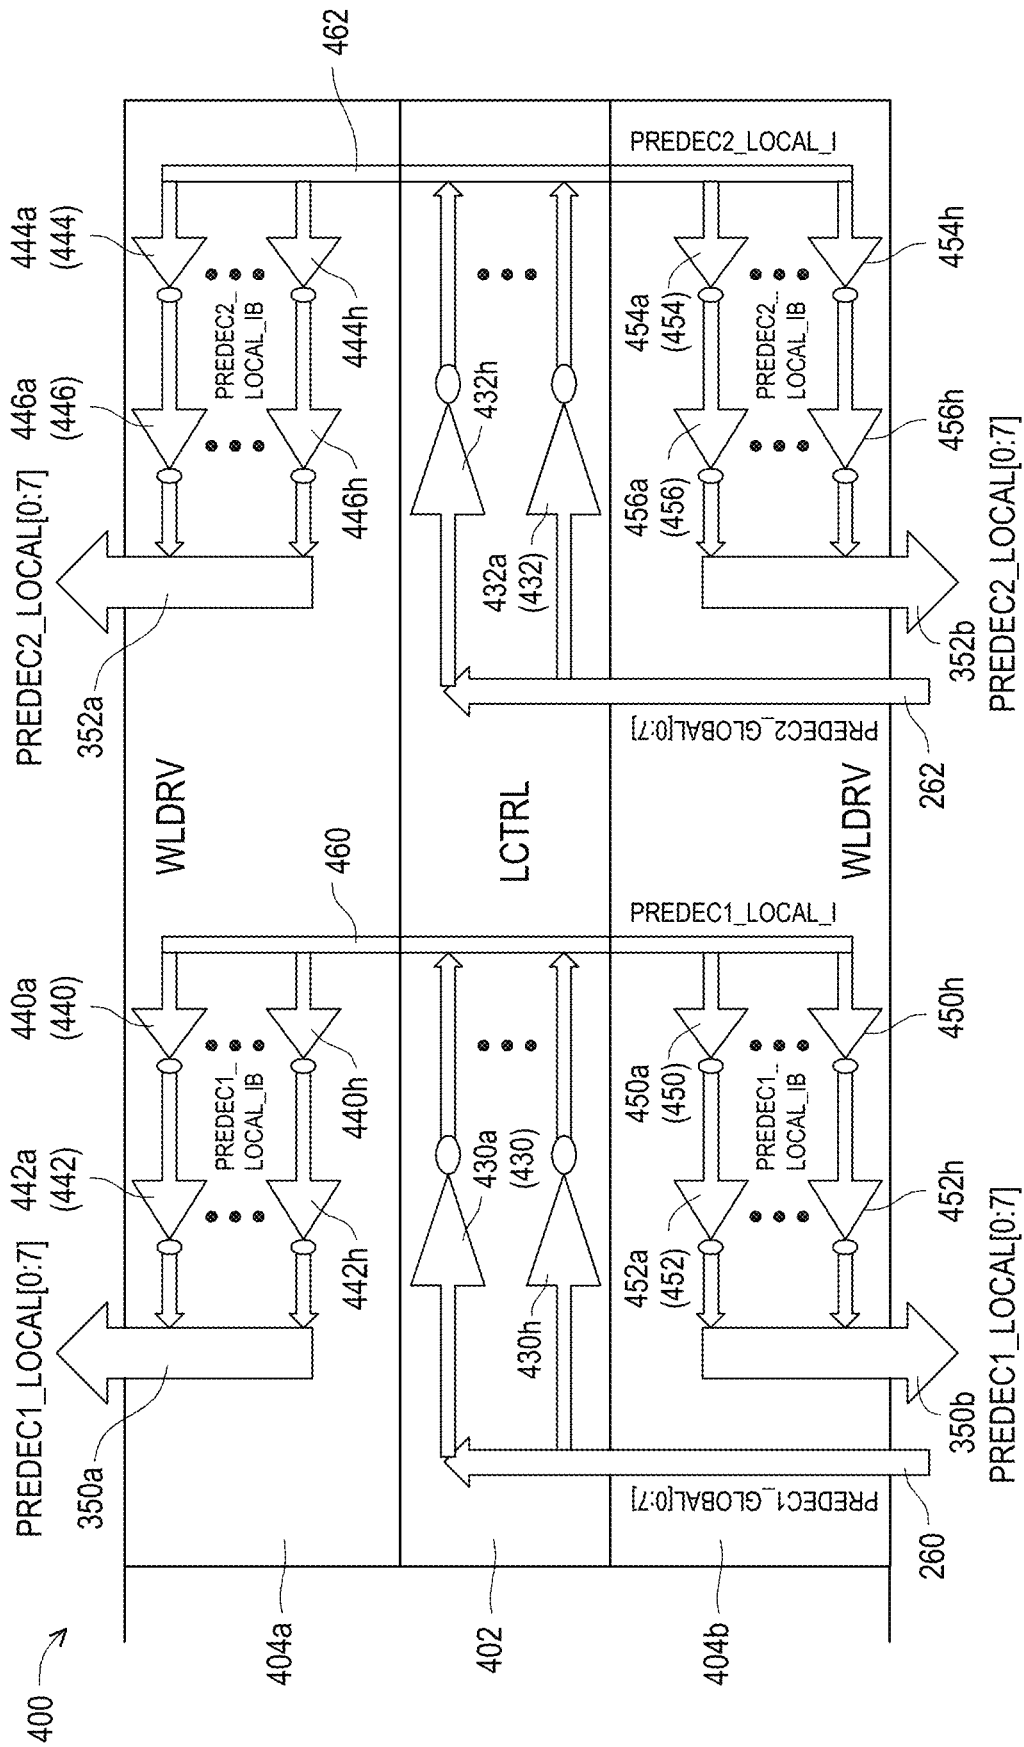 400
PREDEC1_LOCAL[0:7]
350a
442a
(442)
440a
(440)
460
PREDEC2_LOCAL[0:7]
352a
446a
(446)
444a
(444)
462
404a
442h
PREDEC1_
LOCAL_IB
440h
WLDRV
446h
PREDEC2_
LOCAL_IB
444h
402
430h
430a
(430)
LCTRL
432a
(432)
432h
404b
PREDEC1_GLOBAL[0:7]
452a
(452)
450a
(450)
PREDEC1_LOCAL_I
PREDEC2_GLOBAL[0:7]
456a
(456)
454a
(454)
PREDEC2_LOCAL_I
PREDEC1_
LOCAL_IB
WLDRV
PREDEC2_
LOCAL_IB
260
350b
452h
450h
262
352b
456h
454h
PREDEC1_LOCAL[0:7]
PREDEC2_LOCAL[0:7]